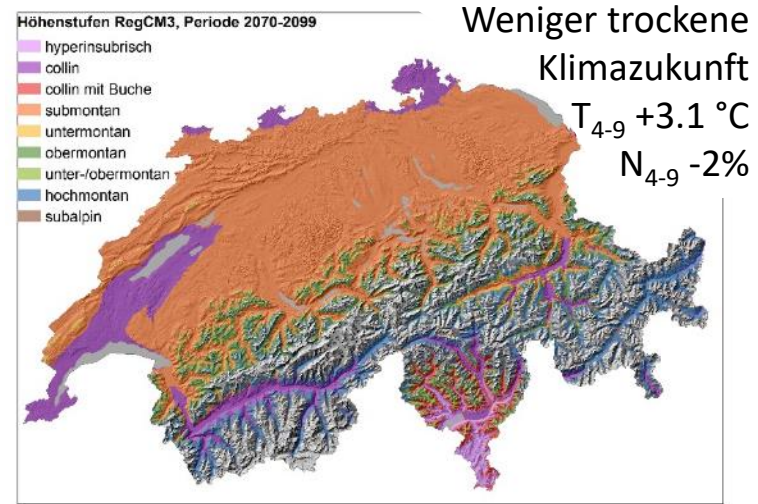 Höhenstufen RegCM3, Periode 2070-2099
hyperinsubrisch
collin
collin mit Buche
submontan
untermontan
obermontan
unter-/obermontan
hochmontan
subalpin
Weniger trockene
Klimazukunft
T4-9 +3.1 °C
N4-9 -2%